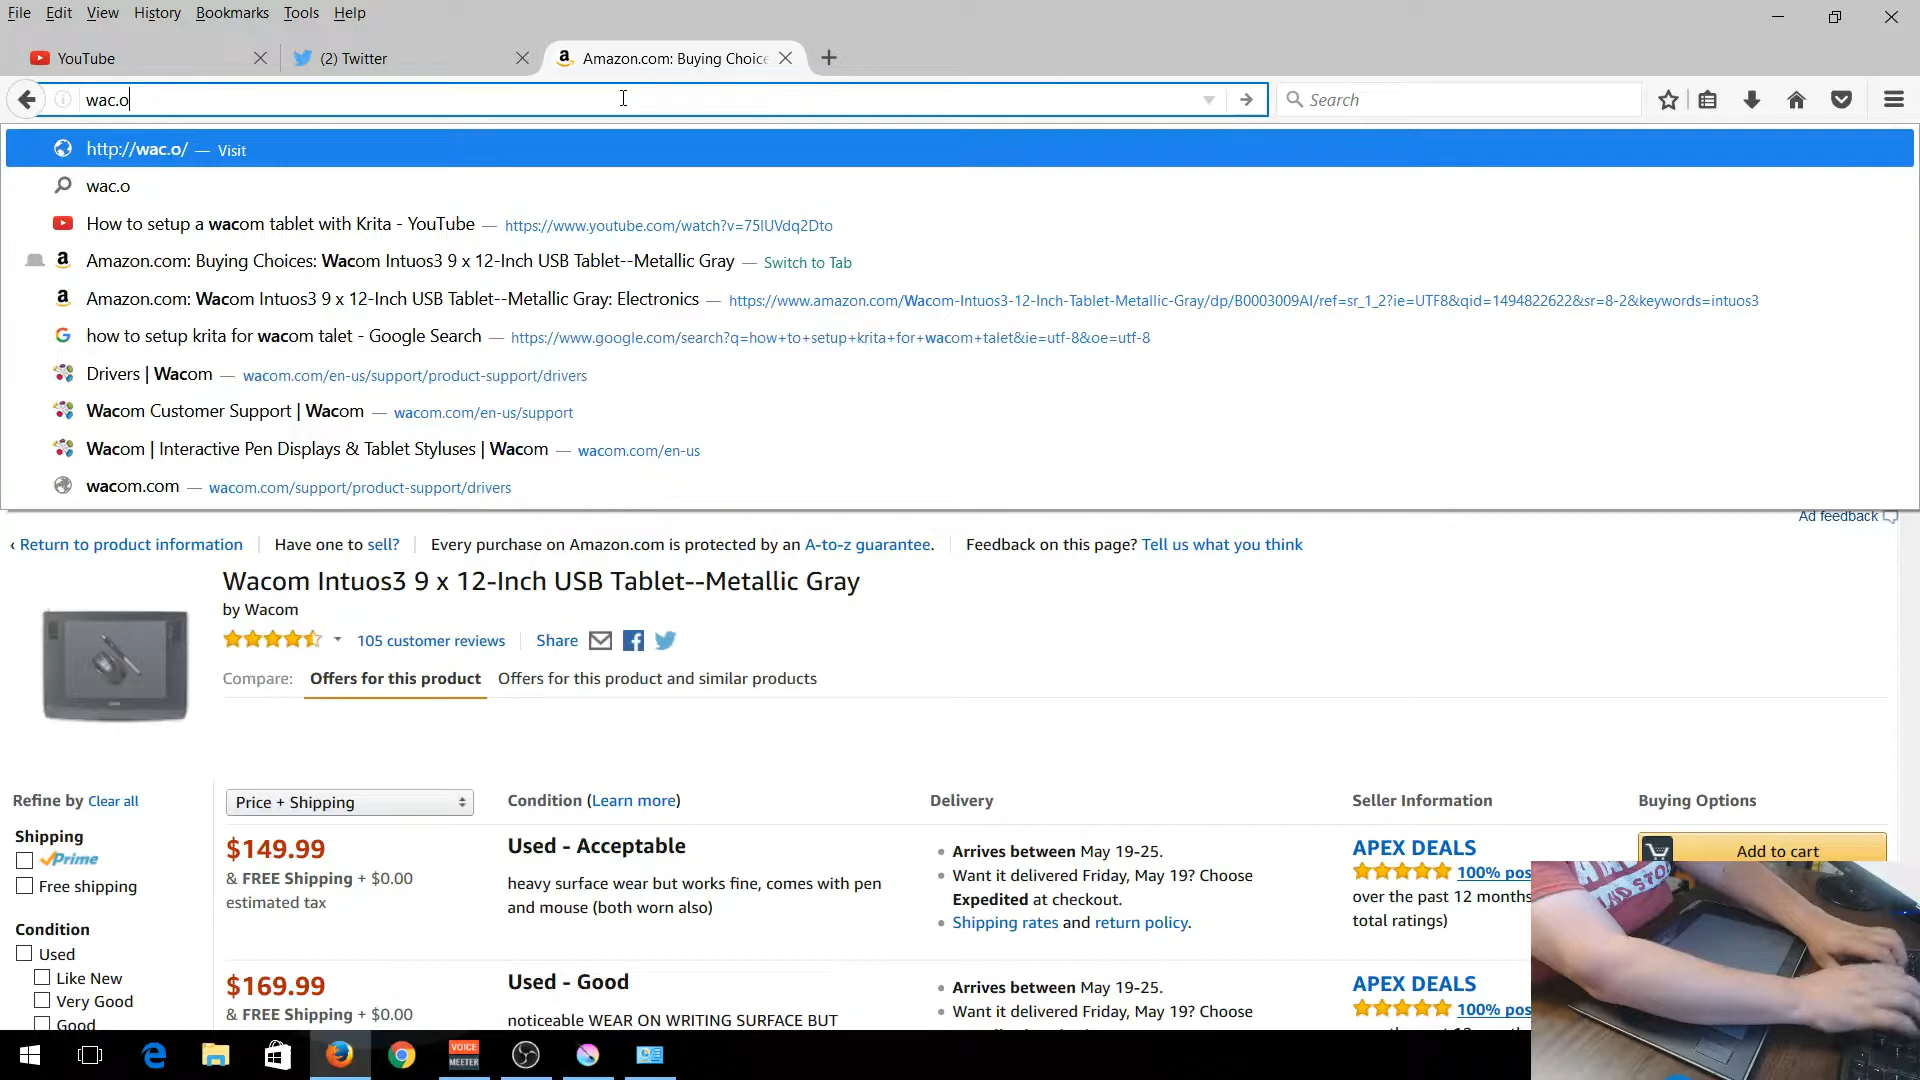 File Edit View History Bookmarks Tools Help
YouTube
(2) Twitter
Amazon.com: Buying Choice
wac.o
Search
http://wac.o/ — Visit
wac.o
How to setup a wacom tablet with Krita - YouTube — https://www.youtube.com/watch?v=75lUVdq2Dto
Amazon.com: Buying Choices: Wacom Intuos3 9 x 12-Inch USB Tablet--Metallic Gray — Switch to Tab
Amazon.com: Wacom Intuos3 9 x 12-Inch USB Tablet--Metallic Gray: Electronics — https://www.amazon.com/Wacom-Intuos3-12-Inch-Tablet-Metallic-Gray/dp/B0003009AI/ref=sr_1_2?ie=UTF8&qid=1494822622&sr=8-2&keywords=intuos3
how to setup krita for wacom talet - Google Search — https://www.google.com/search?q=how+to+setup+krita+for+wacom+talet&ie=utf-8&oe=utf-8
Drivers | Wacom — wacom.com/en-us/support/product-support/drivers
Wacom Customer Support | Wacom — wacom.com/en-us/support
Wacom | Interactive Pen Displays & Tablet Styluses | Wacom — wacom.com/en-us
wacom.com — wacom.com/support/product-support/drivers
Ad feedback
‹ Return to product information | Have one to sell? | Every purchase on Amazon.com is protected by an A-to-z guarantee. | Feedback on this page? Tell us what you think
Wacom Intuos3 9 x 12-Inch USB Tablet--Metallic Gray
by Wacom
105 customer reviews | Share
Compare: Offers for this product Offers for this product and similar products
Refine by Clear all
Shipping
Prime
Free shipping
Condition
Used
Like New
Very Good
Good
Price + Shipping
Condition (Learn more)
Delivery
Seller Information
Buying Options
$149.99
& FREE Shipping + $0.00
estimated tax
Used - Acceptable
heavy surface wear but works fine, comes with pen
and mouse (both worn also)
Arrives between May 19-25.
Want it delivered Friday, May 19? Choose
Expedited at checkout.
Shipping rates and return policy.
APEX DEALS
100% pos
over the past 12 months
total ratings)
Add to cart
$169.99
& FREE Shipping + $0.00
Used - Good
noticeable WEAR ON WRITING SURFACE BUT
Arrives between May 19-25.
Want it delivered Friday, May 19? Choose
APEX DEALS
100% pos
VOICE
MEETER